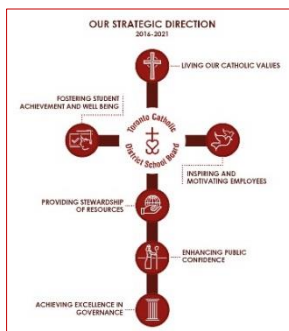 OUR STRATEGIC DIRECTION
2016-2021
LIVING OUR CATHOLIC VALUES
FOSTERING STUDENT
ACHIEVEMENT AND WELL BEING
Toronto Catholic
District School Board
INSPIRING AND
MOTIVATING EMPLOYEES
PROVIDING STEWARDSHIP
OF RESOURCES
ENHANCING PUBLIC
CONFIDENCE
ACHIEVING EXCELLENCE IN
GOVERNANCE